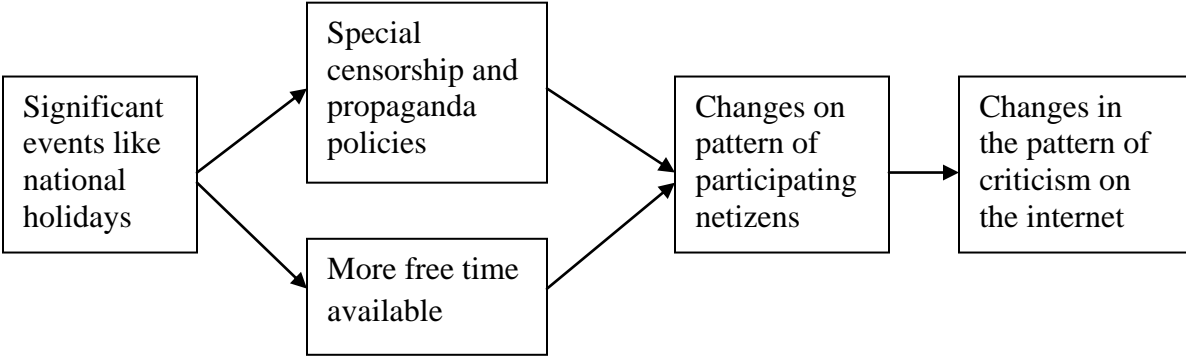 Significant
events like
national
holidays
Special
censorship and
propaganda
policies
More free time
available
Changes on
pattern of
participating
netizens
Changes in
the pattern of
criticism on
the internet